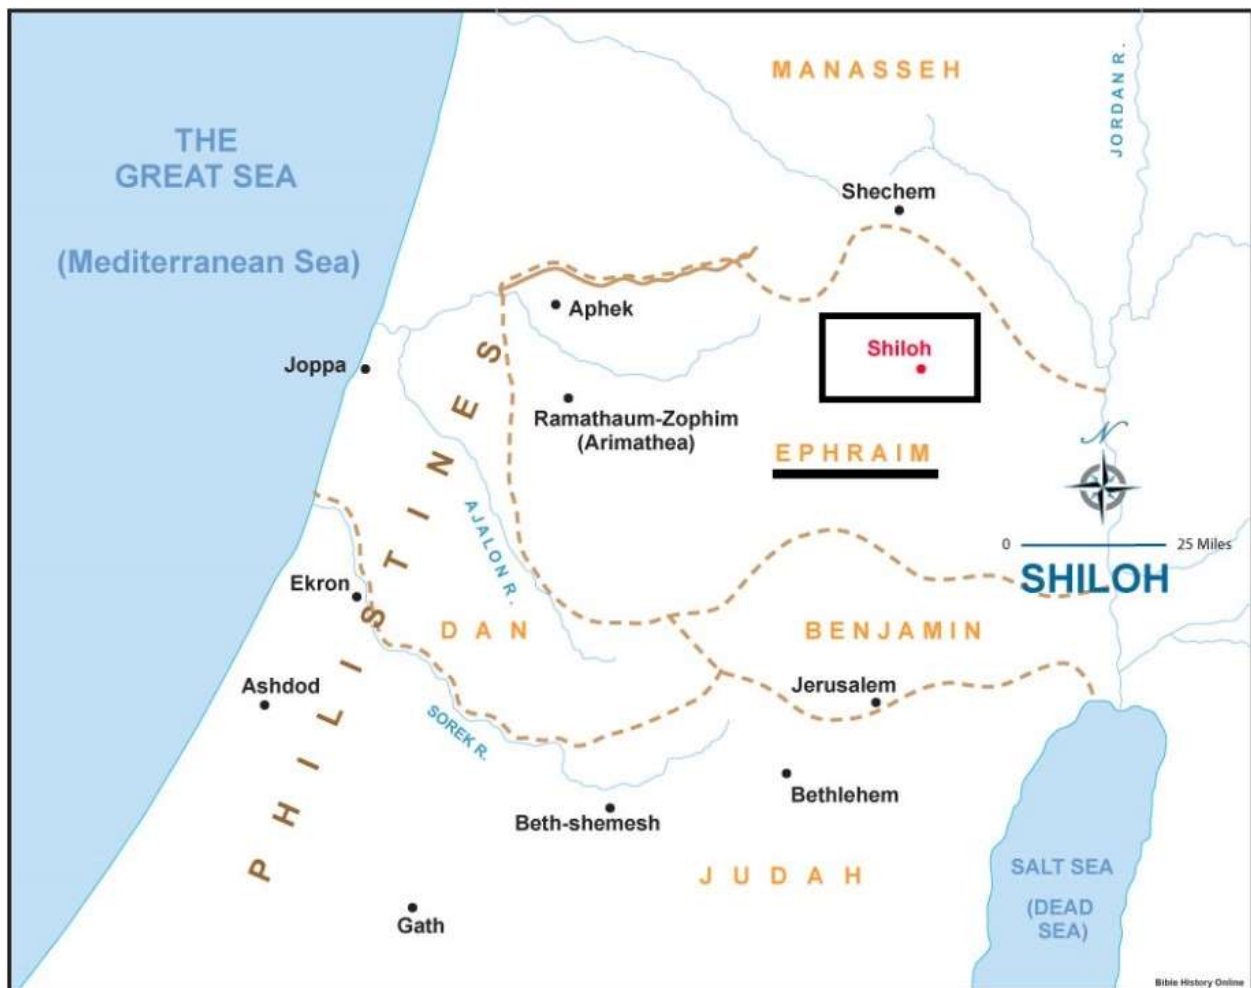 MANASSEH
JORDAN R.
THE
GREAT SEA
(Mediterranean Sea)
Shechem
Aphek
Shiloh
Joppa
Ramathaum-Zophim
(Arimathea)
EPHRAIM
N
PHILISTINES
AJALON R.
0 25 Miles
SHILOH
Ekron
DAN
BENJAMIN
Ashdod
Jerusalem
SOREK R.
Bethlehem
Beth-shemesh
JUDAH
SALT SEA
(DEAD
SEA)
Gath
Bible History Online